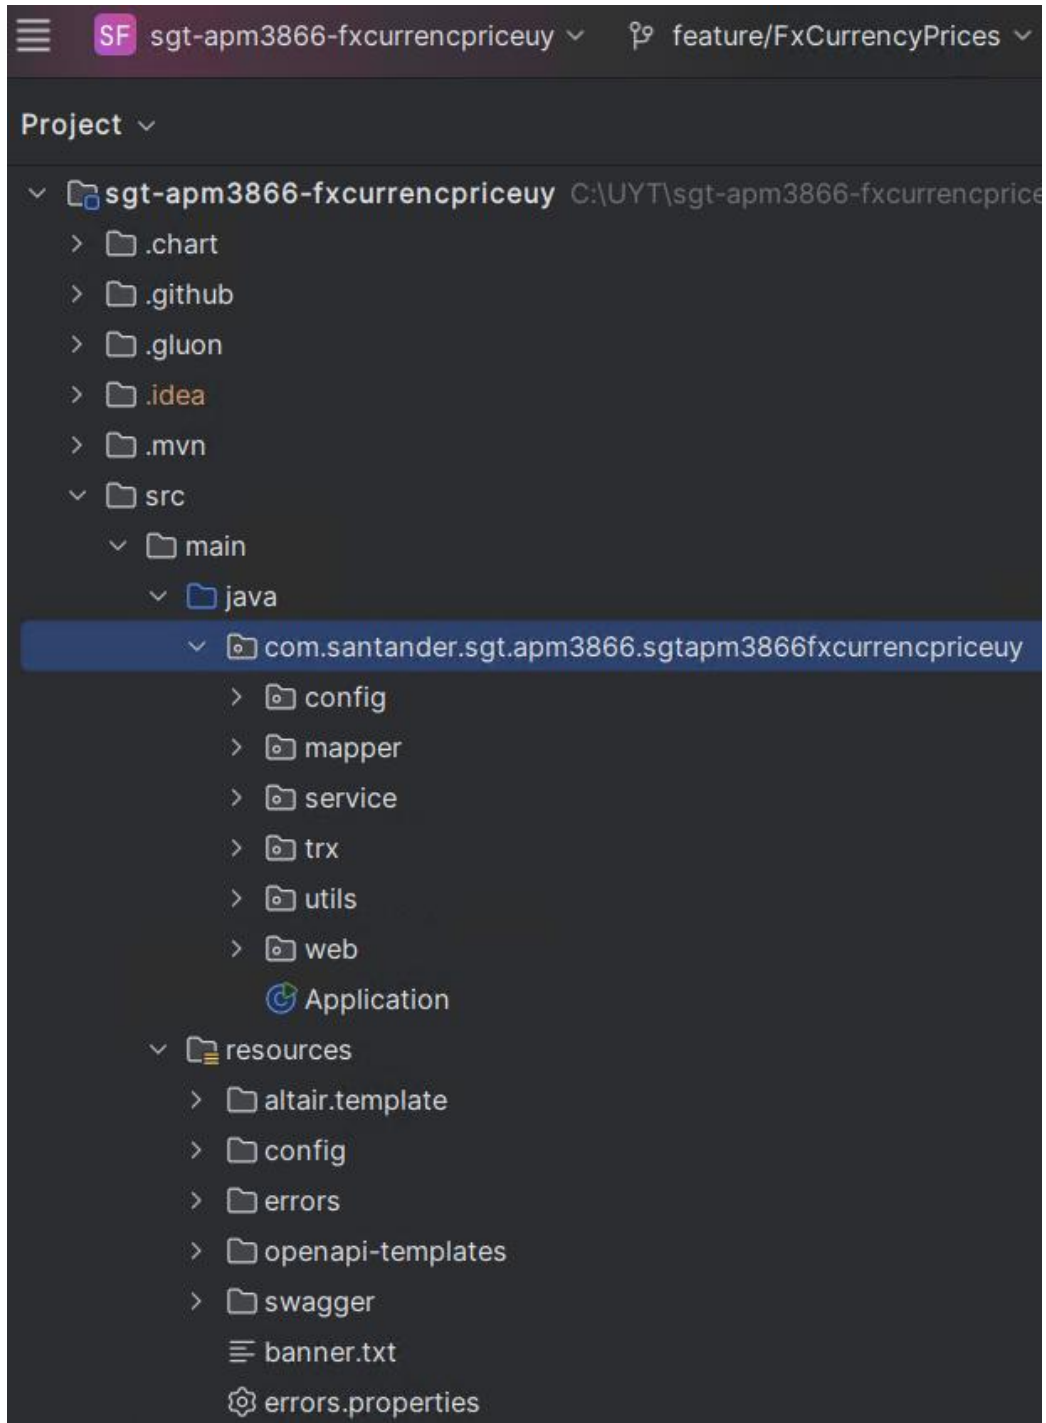 SF sgt-apm3866-fxcurrencpriceuy feature/FxCurrencyPrices
Project
sgt-apm3866-fxcurrencpriceuy C:\UYT\sgt-apm3866-fxcurrencprice
.chart
.github
.gluon
.idea
.mvn
src
main
java
com.santander.sgt.apm3866.sgtapm3866fxcurrencpriceuy
config
mapper
service
trx
utils
web
Application
resources
altair.template
config
errors
openapi-templates
swagger
banner.txt
errors.properties